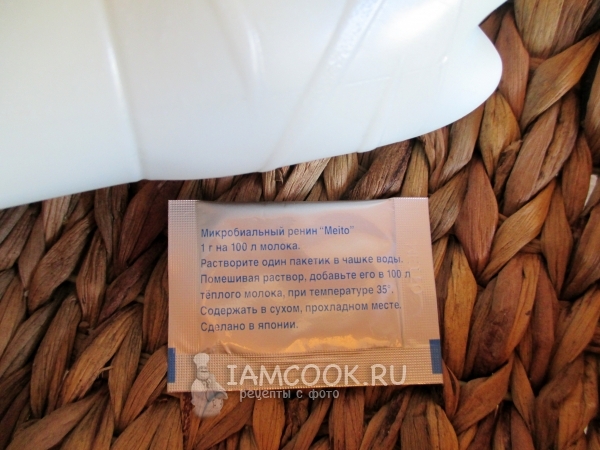 Микробиальный ренин "Meito"
1 г на 100 л молока.
Растворите один пакетик в чашке воды.
Помешивая раствор, добавьте его в 100 л
тёплого молока, при температуре 35°.
Содержать в сухом, прохладном месте.
Сделано в японии.
IAMCOOK.RU
рецепты с фото